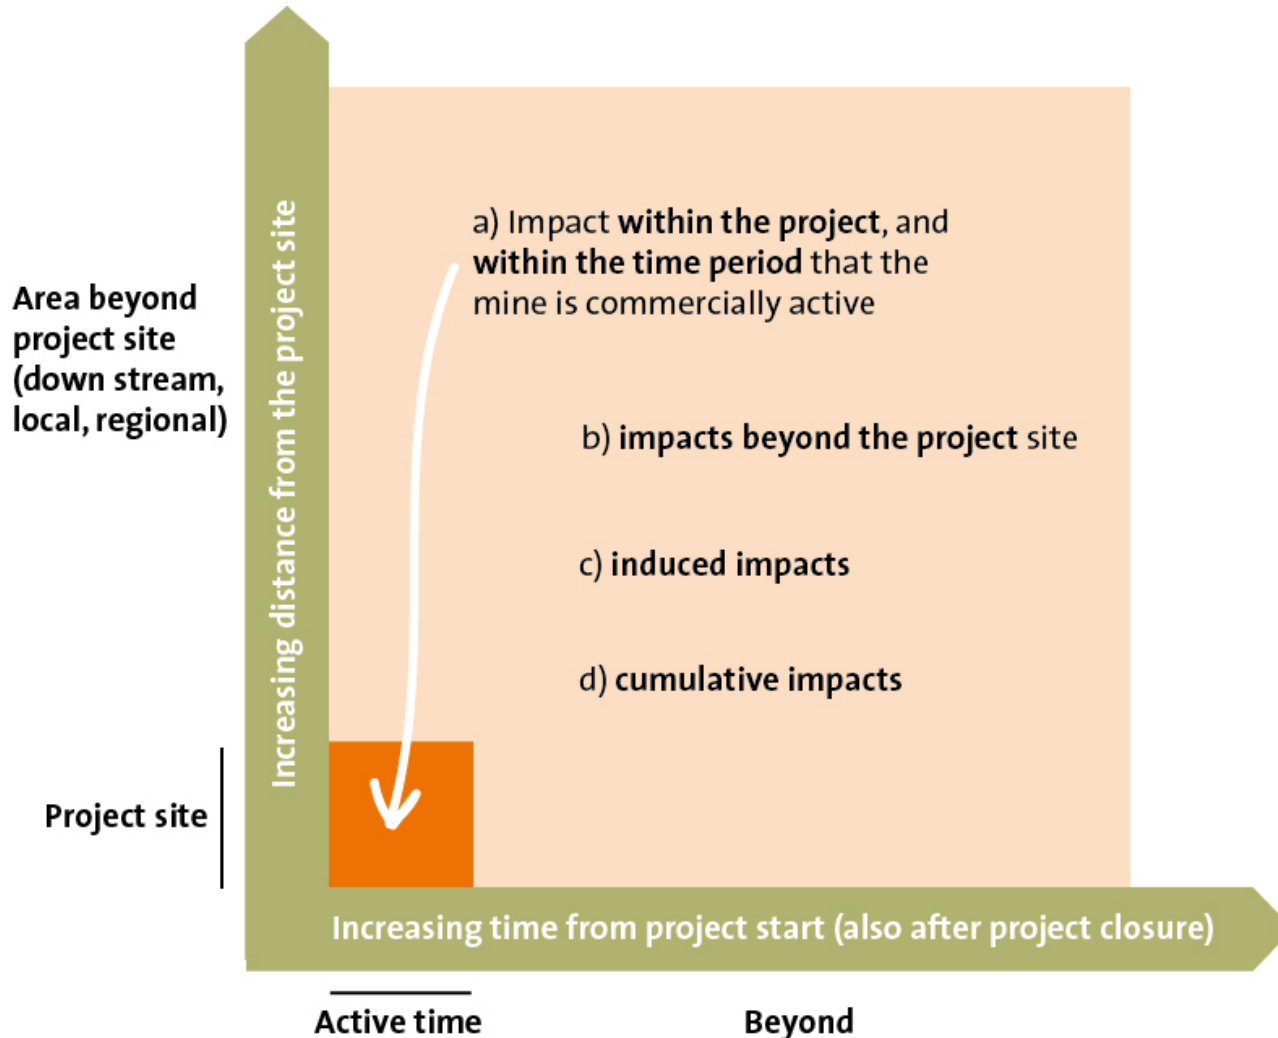 a) Impact within the project, and
within the time period that the
mine is commercially active
Area beyond
project site
(down stream,
local, regional)
Increasing distance from the project site
b) impacts beyond the project site
c) induced impacts
d) cumulative impacts
Project site
Increasing time from project start (also after project closure)
Active time
Beyond